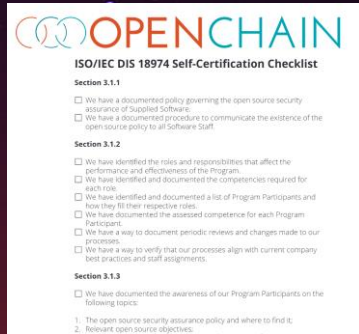 OPENCHAIN
ISO/IEC DIS 18974 Self-Certification Checklist
Section 3.1.1
We have a documented policy governing the open source security
assurance of Supplied Software.
We have a documented procedure to communicate the existence of the
open source policy to all Software Staff.
Section 3.1.2
We have identified the roles and responsibilities that affect the
performance and effectiveness of the Program.
We have identified and documented the competencies required for
each role.
We have identified and documented a list of Program Participants and
how they fill their respective roles.
We have documented the assessed competence for each Program
Participant.
We have a way to document periodic reviews and changes made to our
processes.
We have a way to verify that our processes align with current company
best practices and staff assignments.
Section 3.1.3
We have documented the awareness of our Program Participants on the
following topics:
1. The open source security assurance policy and where to find it;
2. Relevant open source objectives;